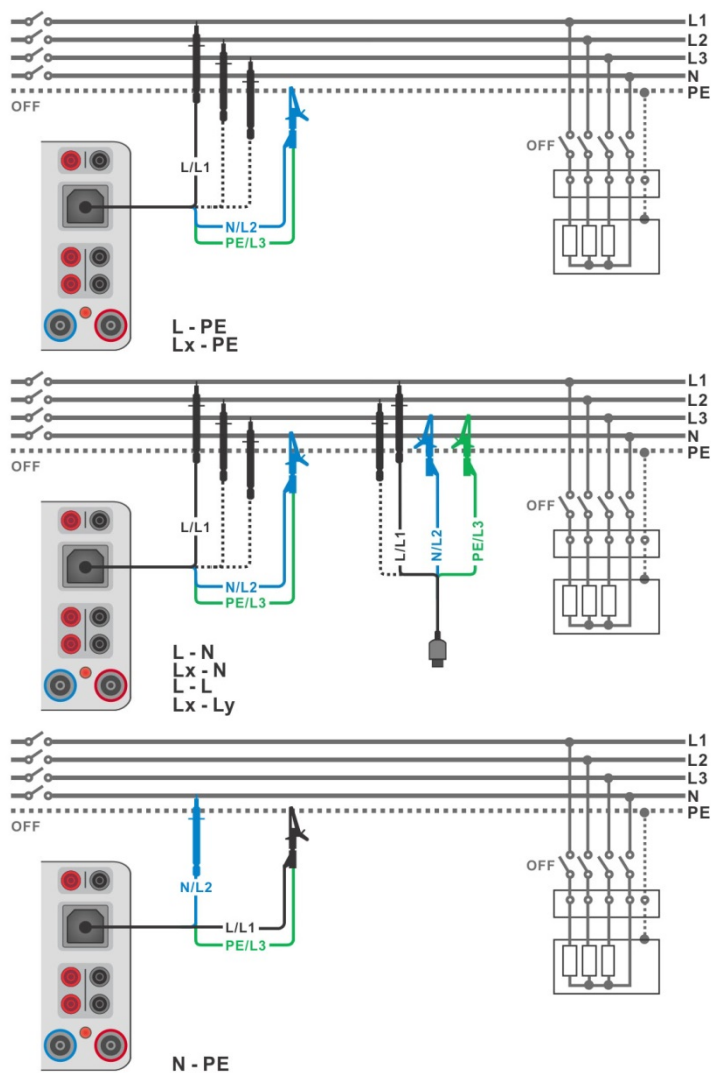 L1
L2
L3
N
PE
OFF
OFF
L/L1
N/L2
PE/L3
L - PE
Lx - PE
L1
L2
L3
N
PE
OFF
OFF
L/L1
N/L2
PE/L3
L/L1
N/L2
PE/L3
L - N
Lx - N
L - L
Lx - Ly
L1
L2
L3
N
PE
OFF
OFF
N/L2
L/L1
PE/L3
N - PE